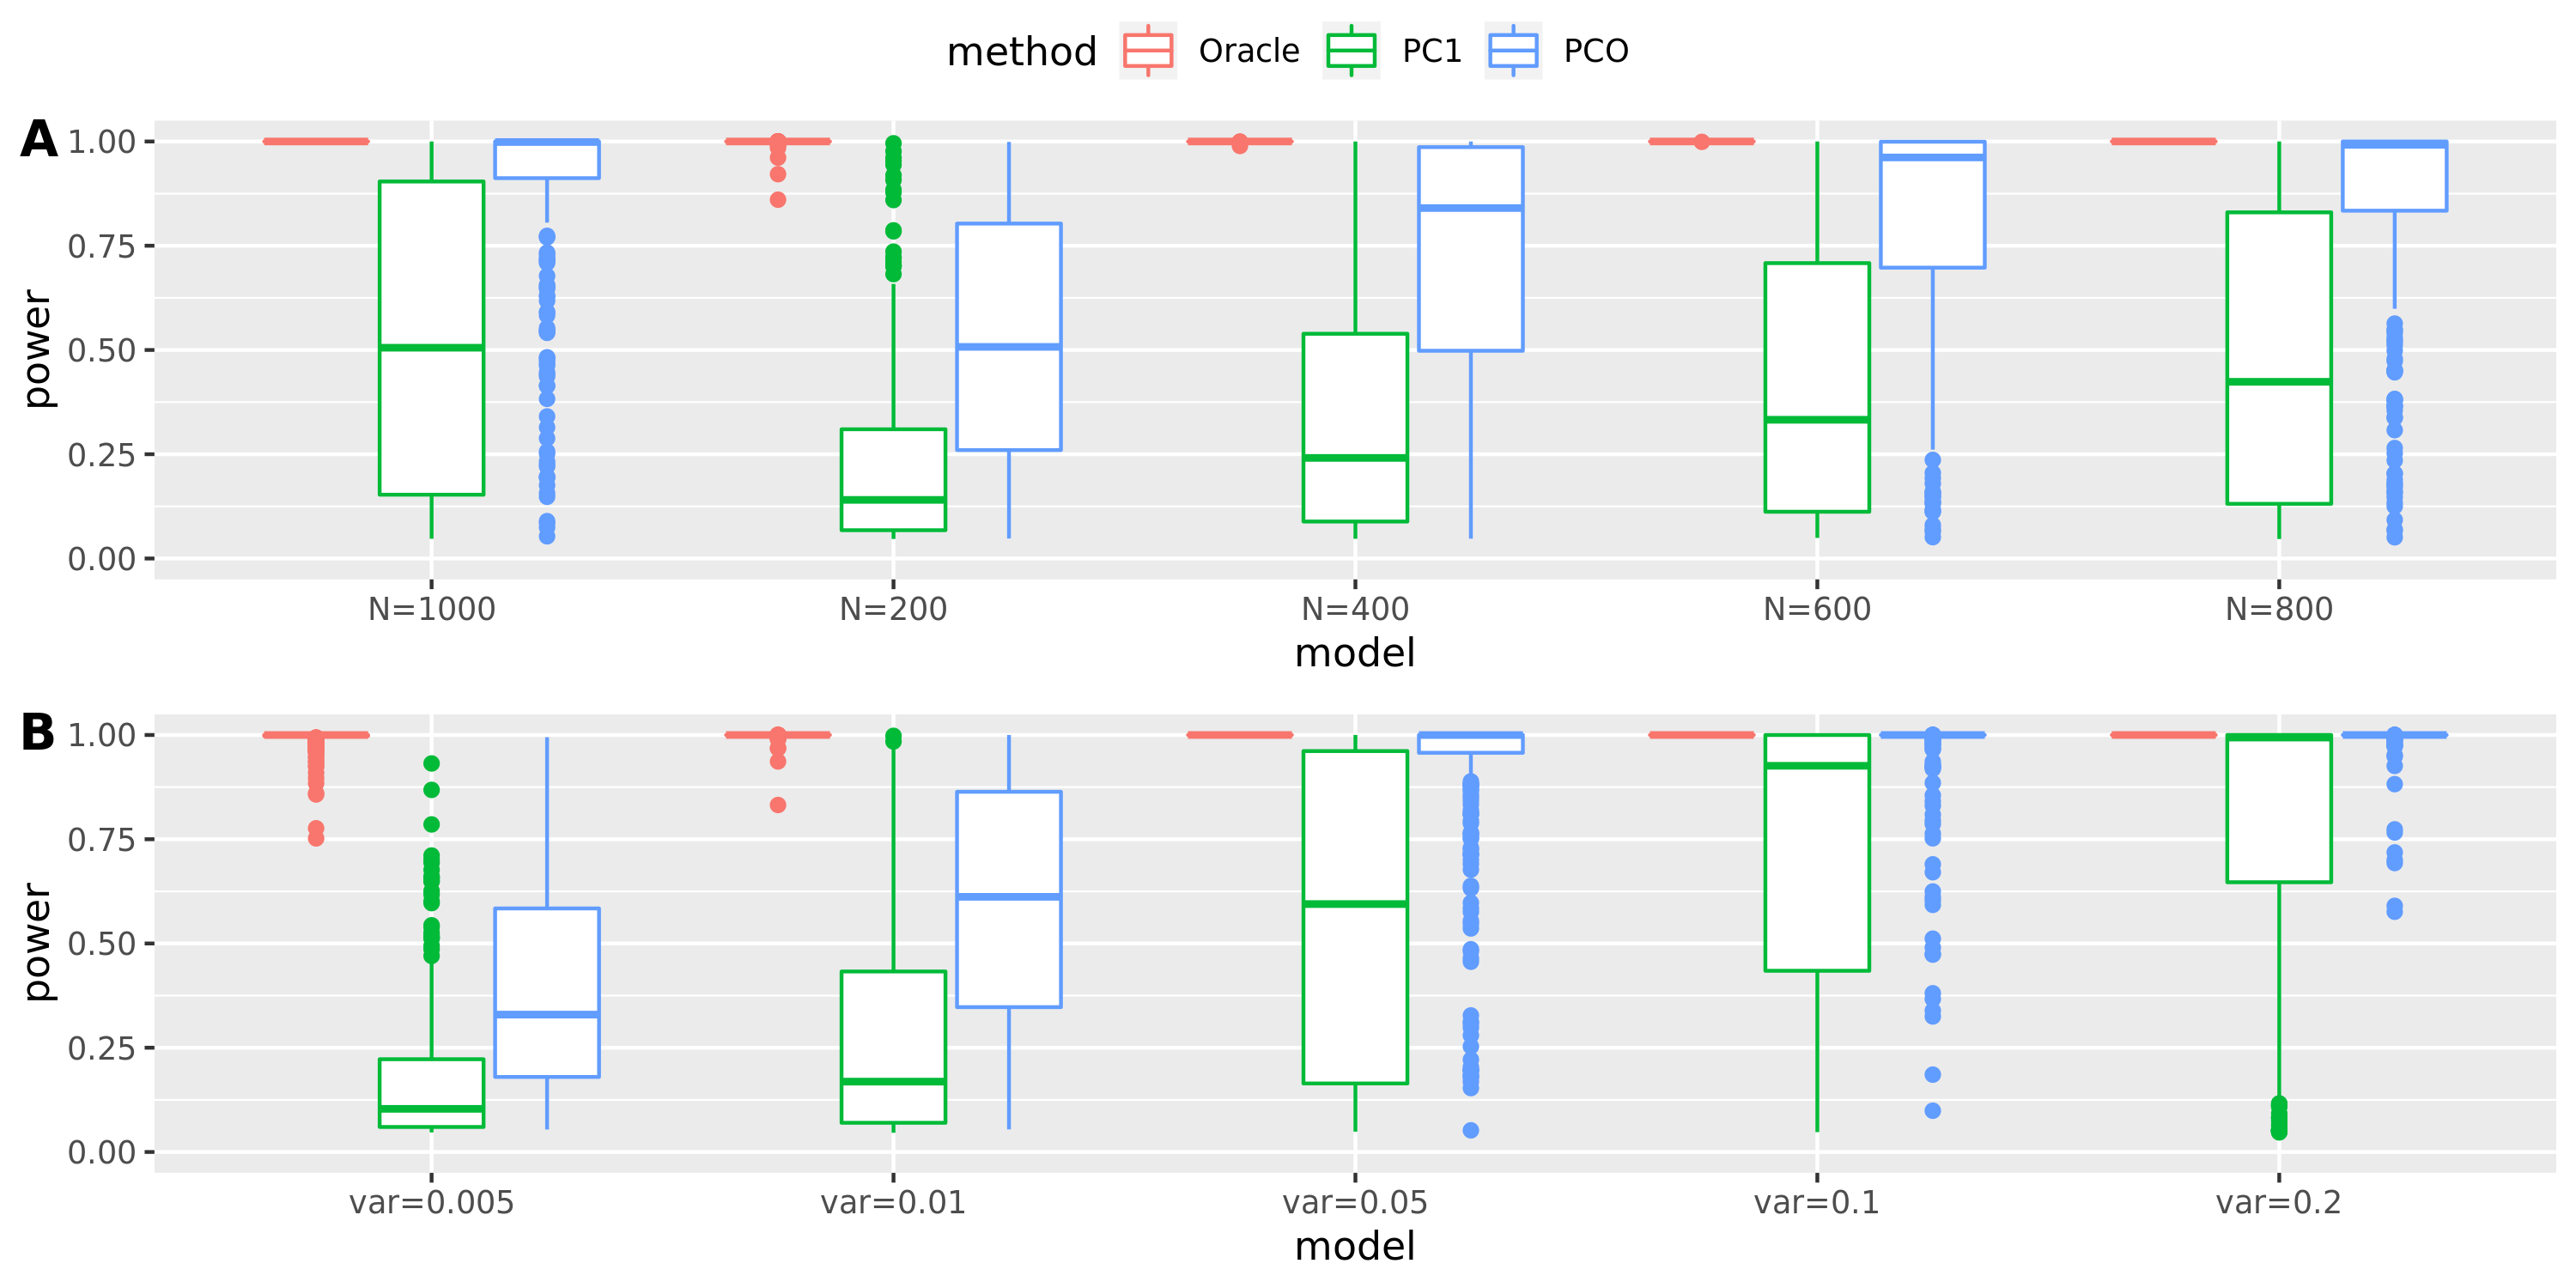 method Oracle PC1 PCO
A
1.00
0.75
0.50
0.25
0.00
power
N=1000 N=200 N=400 N=600 N=800
model
B
1.00
0.75
0.50
0.25
0.00
power
var=0.005 var=0.01 var=0.05 var=0.1 var=0.2
model